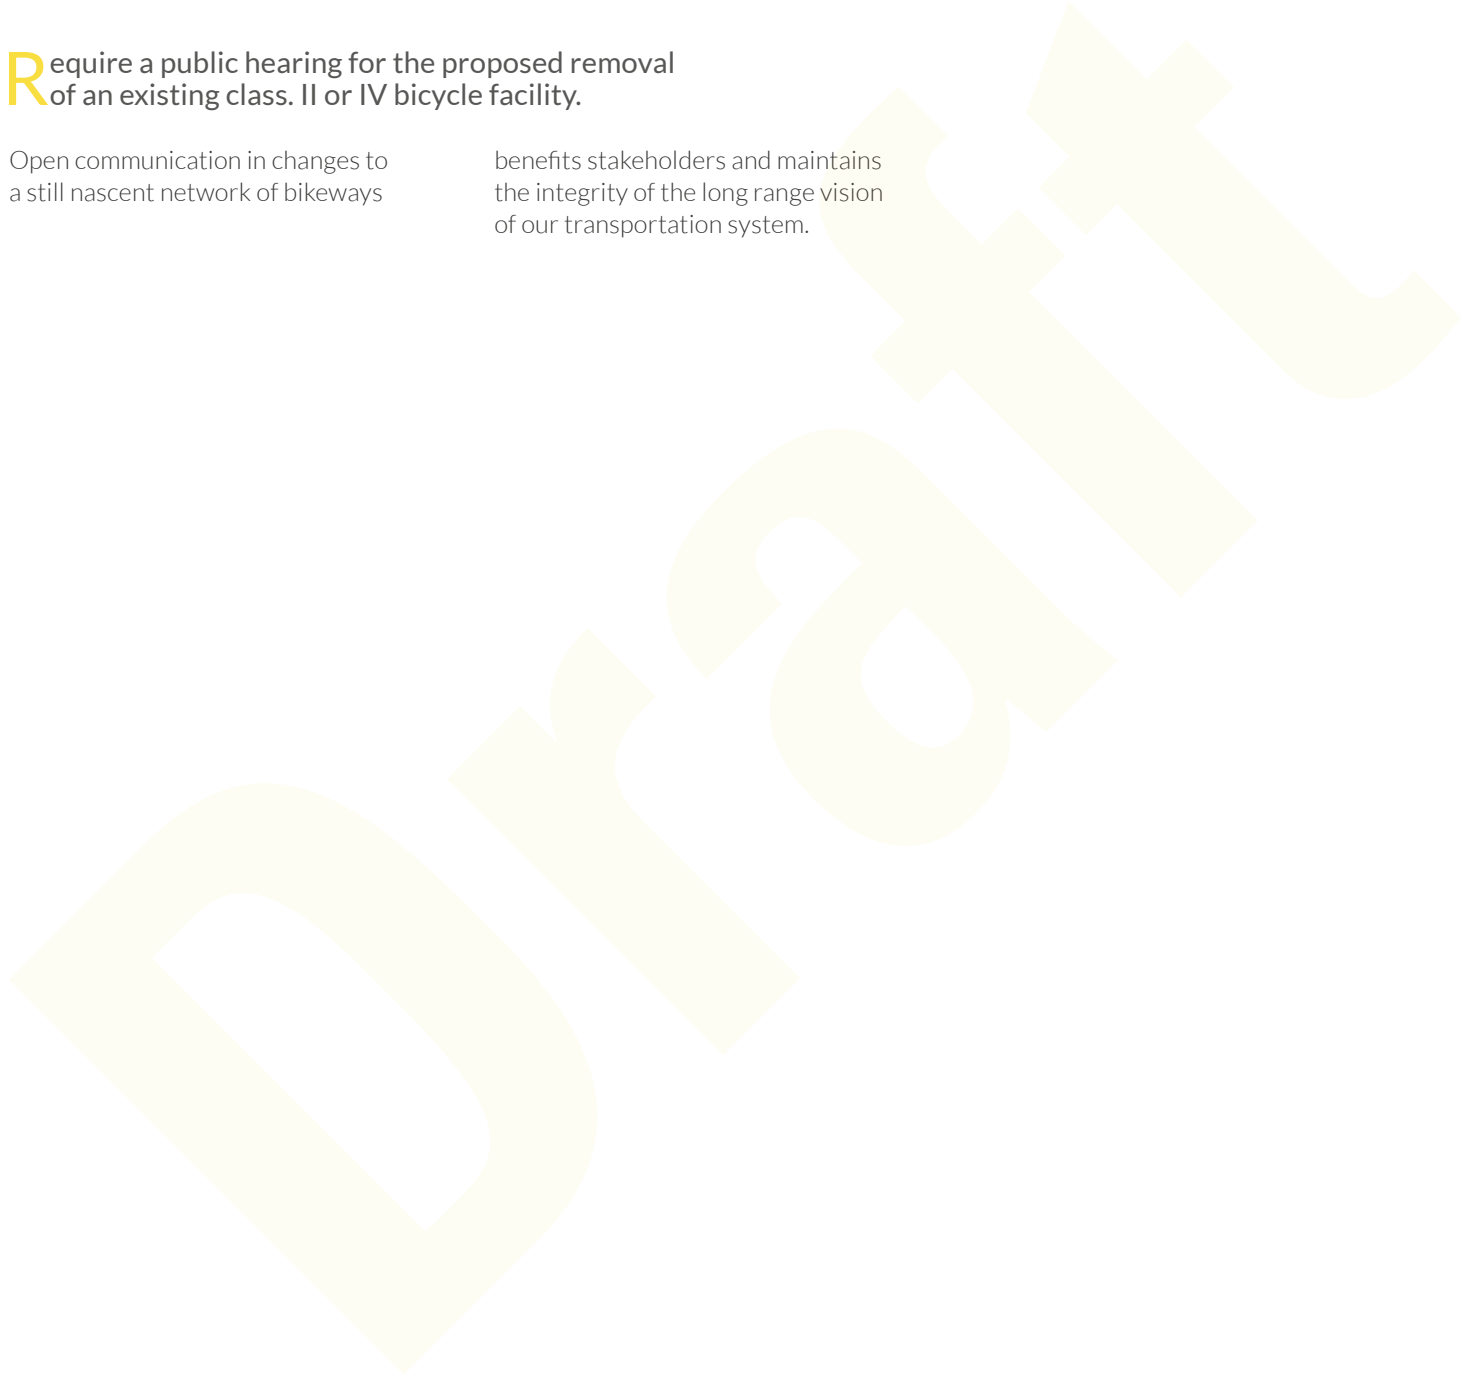 Require a public hearing for the proposed removal
of an existing class. II or IV bicycle facility.
Open communication in changes to
a still nascent network of bikeways
benefits stakeholders and maintains
the integrity of the long range vision
of our transportation system.
Draft